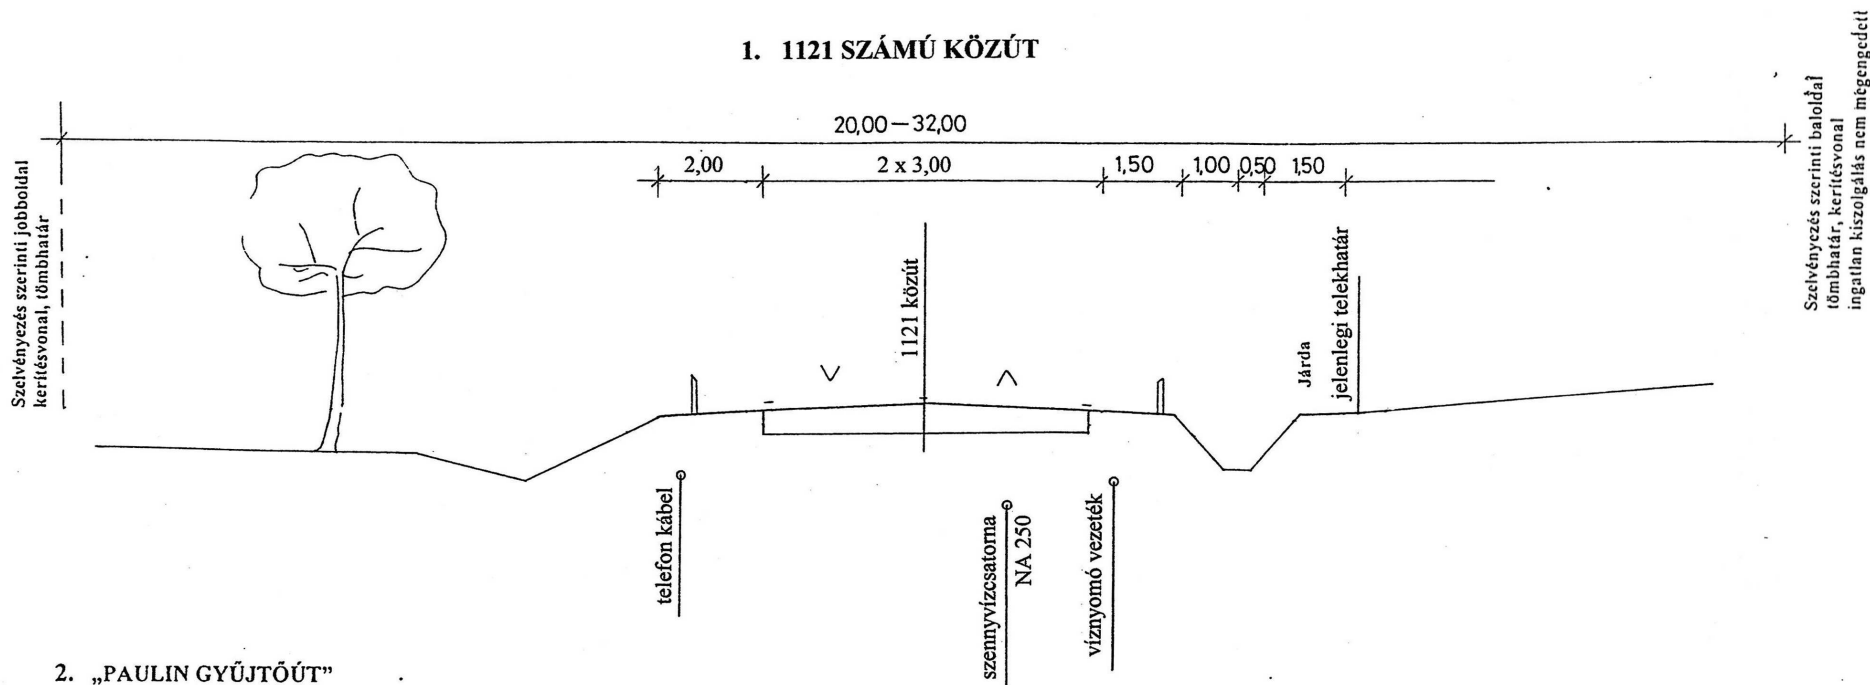 1. 1121 SZÁMÚ KÖZÚT
20,00–32,00
2,00 2 x 3,00 1,50 1,00 0,50 1,50
Szelvényezés szerinti jobboldal
kerítésvonal, tömbhatár
1121 közút
Járda
jelenlegi telekhatár
Szelvényezés szerinti baloldal
tömbhatár, kerítésvonal
ingatlan kiszolgálás nem megengedett
telefon kábel
szennyvízcsatorna
NA 250
víznyomó vezeték
2. „PAULIN GYŰJTŐÚT”